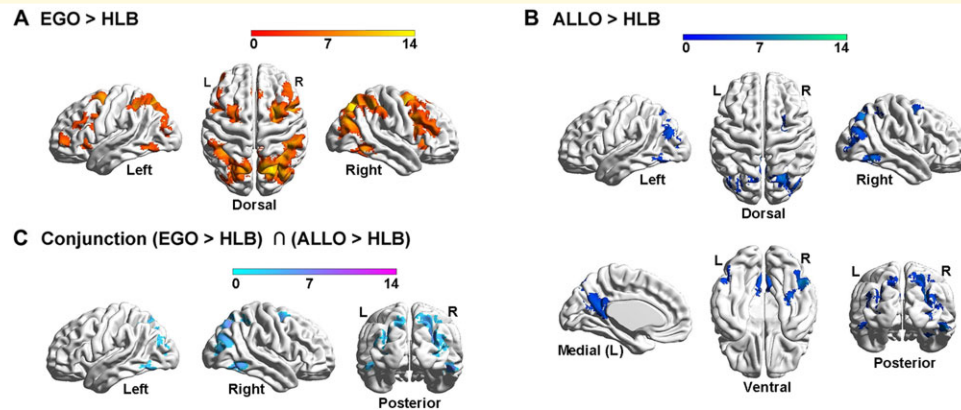 A EGO > HLB
0 7 14
L R
Left
Dorsal
Right
B ALLO > HLB
0 7 14
L R
Left
Dorsal
Right
L R
L R
Medial (L)
Ventral
Posterior
C Conjunction (EGO > HLB) ∩ (ALLO > HLB)
0 7 14
L R
Left
Right
Posterior